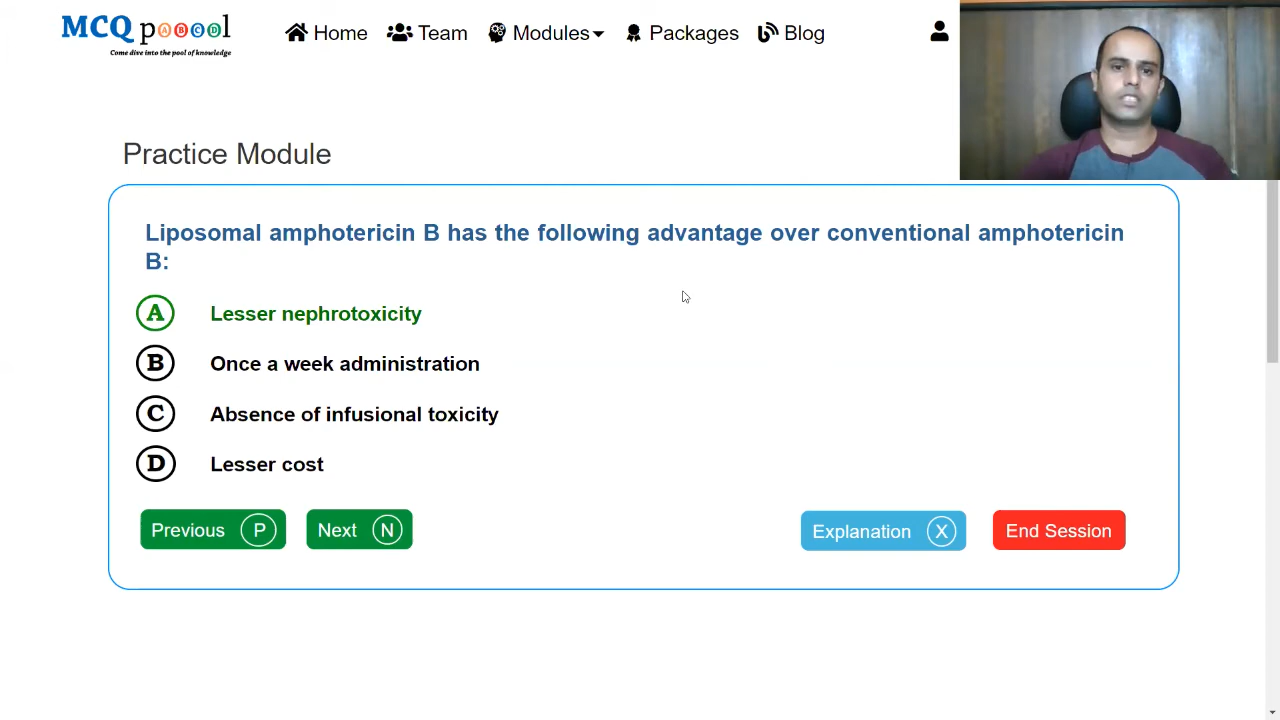 MCQ poool
A B C D
Come dive into the pool of knowledge
Home Team Modules Packages Blog
Practice Module
Liposomal amphotericin B has the following advantage over conventional amphotericin
B:
A Lesser nephrotoxicity
B Once a week administration
C Absence of infusional toxicity
D Lesser cost
Previous P Next N Explanation X End Session